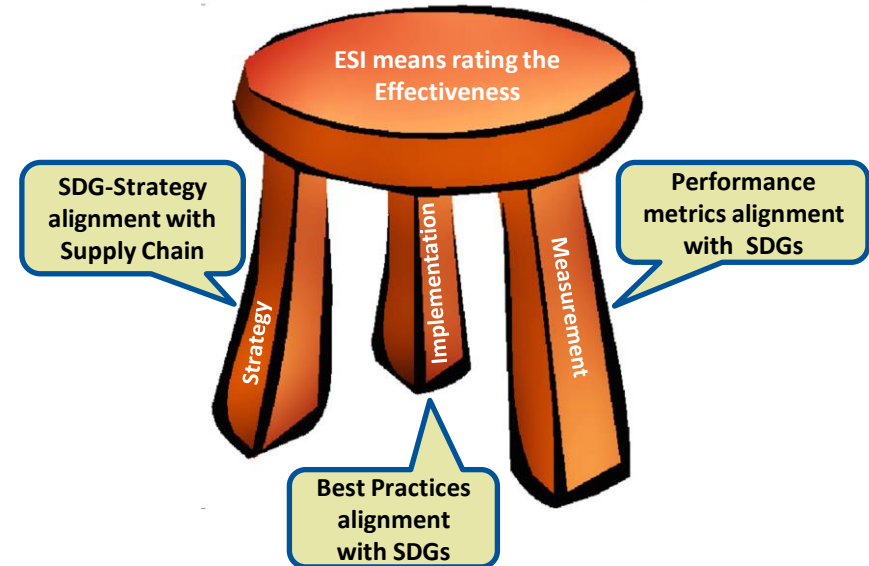 ESI means rating the
Effectiveness
SDG-Strategy
alignment with
Supply Chain
Performance
metrics alignment
with SDGs
Strategy
Implementation
Measurement
Best Practices
alignment
with SDGs